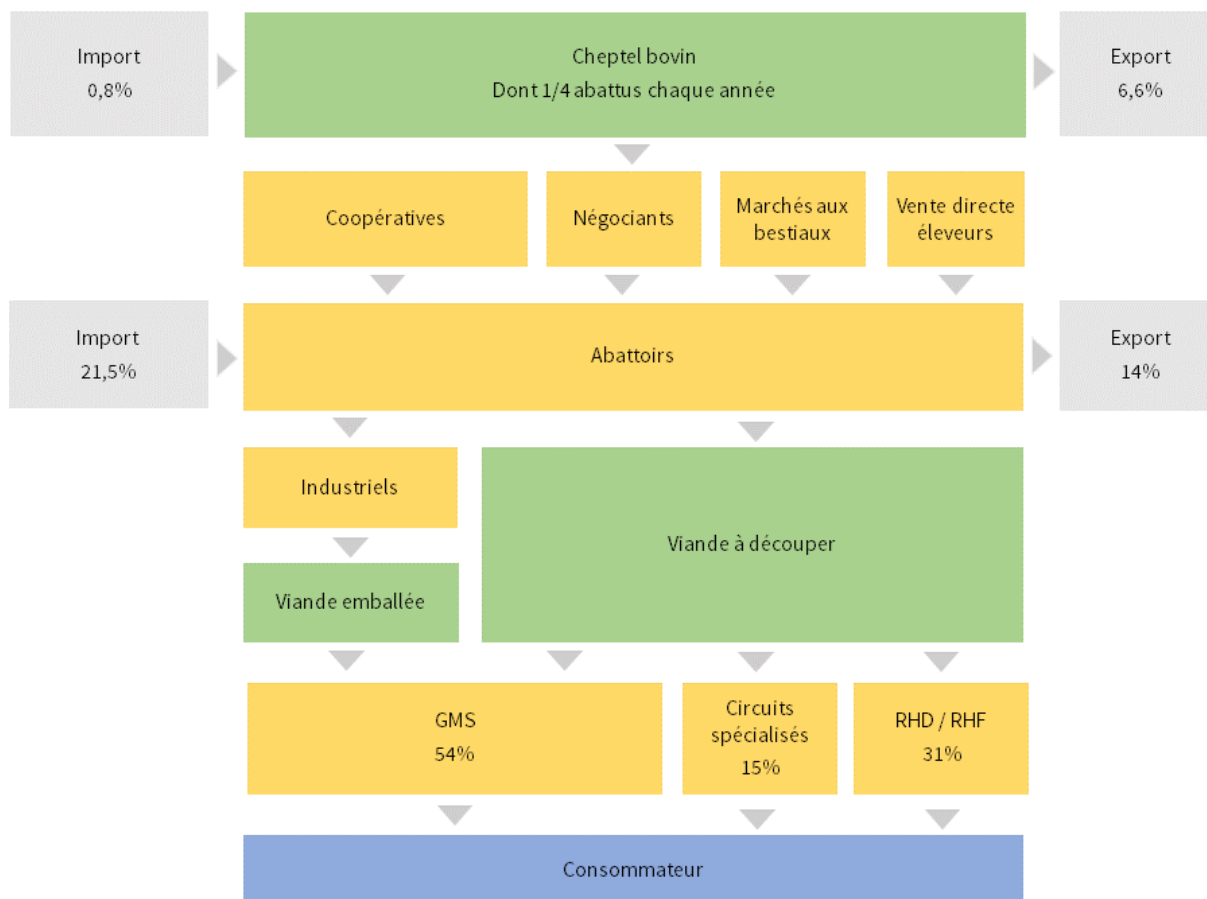 Import
0,8%
Cheptel bovin
Dont 1/4 abattus chaque année
Export
6,6%
Coopératives
Négociants
Marchés aux
bestiaux
Vente directe
éleveurs
Import
21,5%
Abattoirs
Export
14%
Industriels
Viande à découper
Viande emballée
GMS
54%
Circuits
spécialisés
15%
RHD / RHF
31%
Consommateur